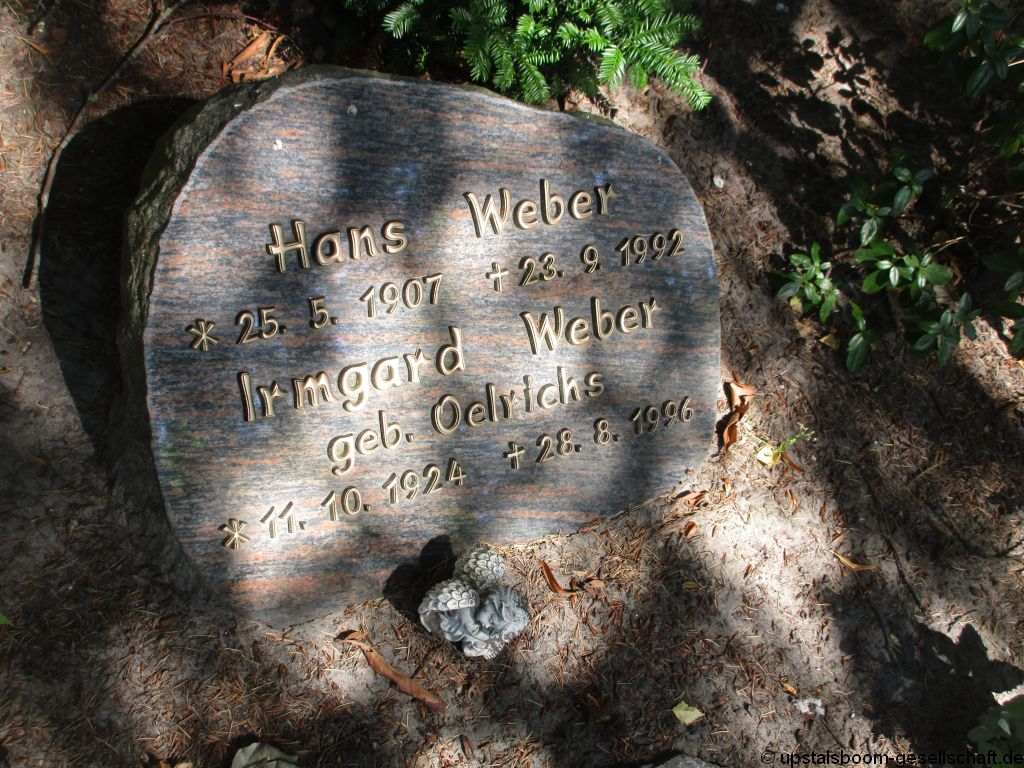 Hans Weber
* 25. 5. 1907 † 23. 9 1992
Irmgard Weber
geb. Oelrichs
* 11. 10. 1924 † 28. 8. 1996
© upstalsboom-gesellschaft.de